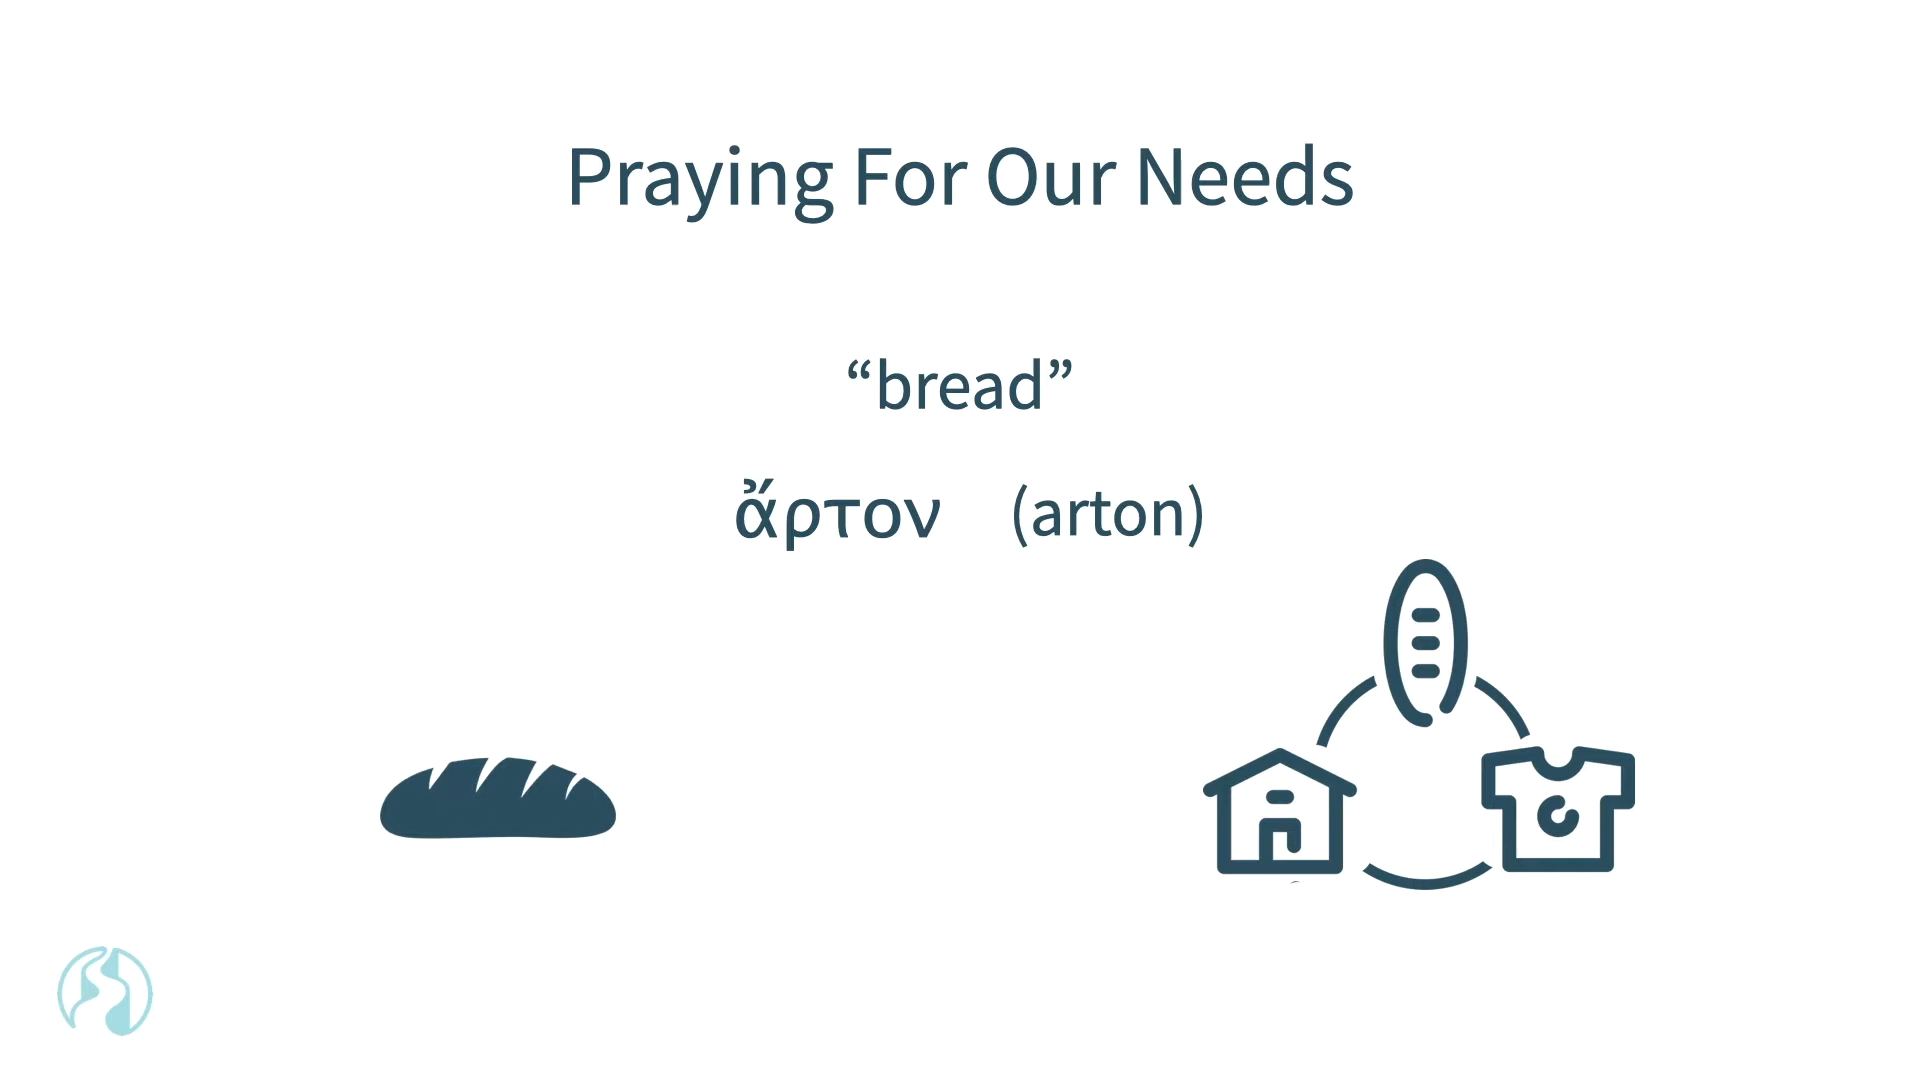 Praying For Our Needs
“bread”
ἄρτον (arton)